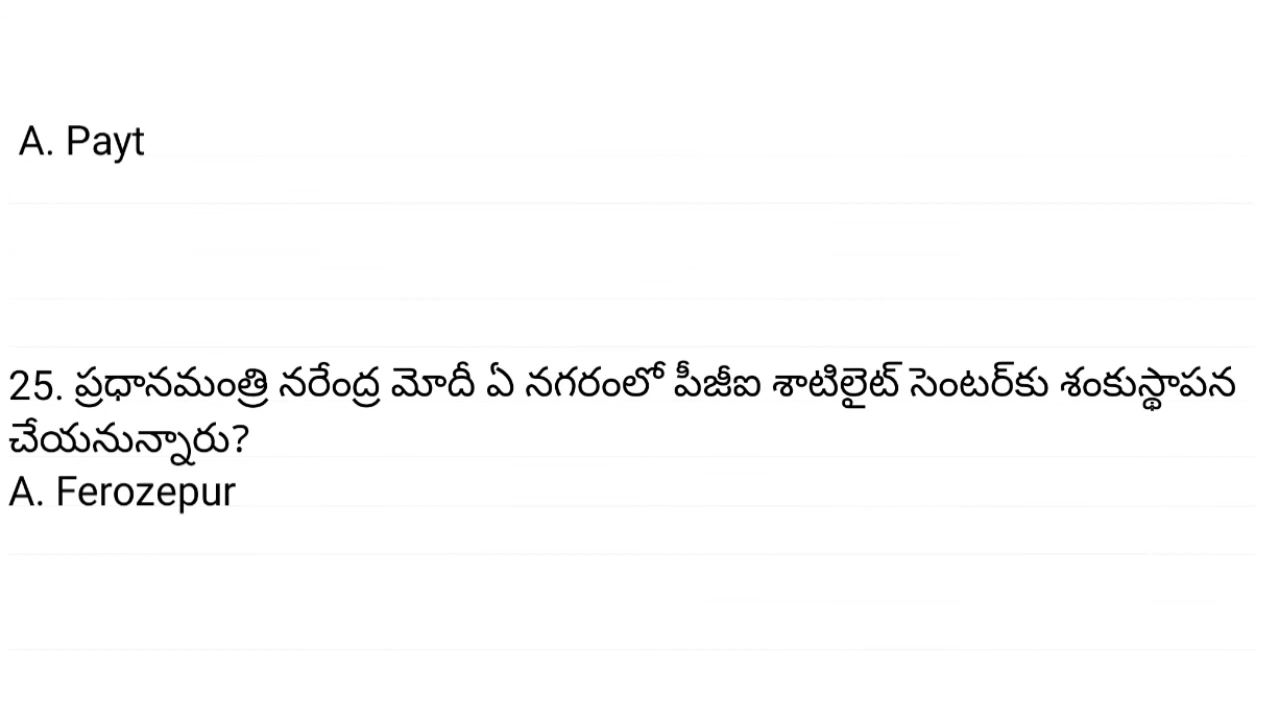 A. Payt
25. ప్రధానమంత్రి నరేంద్ర మోదీ ఏ నగరంలో పీజీఐ శాటిలైట్ సెంటర్‌కు శంకుస్థాపన
చేయనున్నారు?
A. Ferozepur